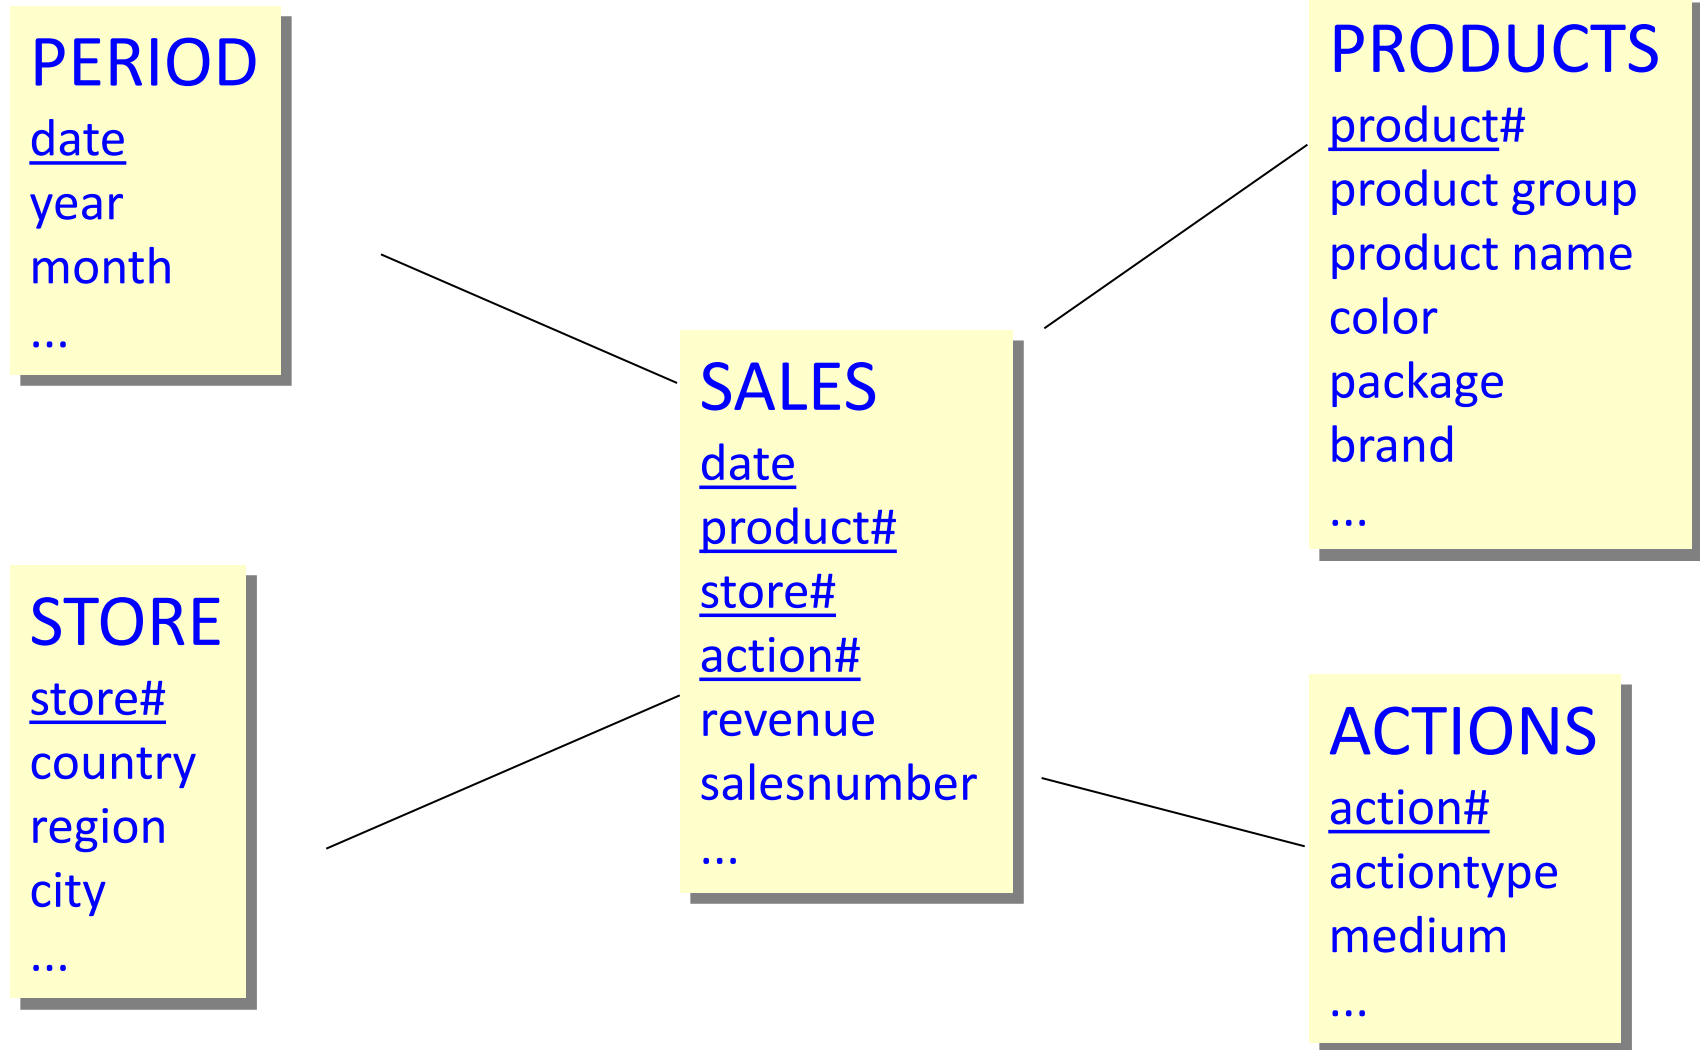 PERIOD
date
year
month
...
PRODUCTS
product#
product group
product name
color
package
brand
...
SALES
date
product#
store#
action#
revenue
salesnumber
...
STORE
store#
country
region
city
...
ACTIONS
action#
actiontype
medium
...